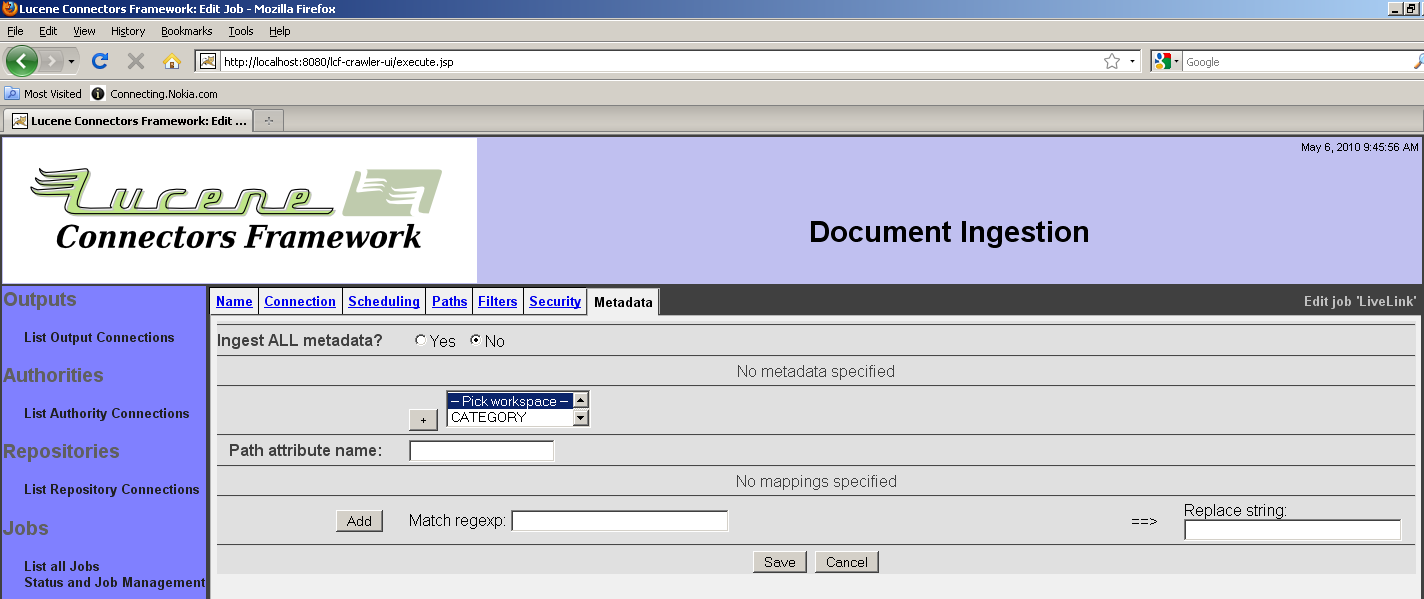 Lucene Connectors Framework: Edit Job - Mozilla Firefox
File Edit View History Bookmarks Tools Help
http://localhost:8080/lcf-crawler-ui/execute.jsp
Google
Most Visited Connecting.Nokia.com
Lucene Connectors Framework: Edit ...
May 6, 2010 9:45:56 AM
Lucene
Connectors Framework
Document Ingestion
Outputs
List Output Connections
Authorities
List Authority Connections
Repositories
List Repository Connections
Jobs
List all Jobs
Status and Job Management
Name Connection Scheduling Paths Filters Security Metadata
Edit job 'LiveLink'
Ingest ALL metadata? Yes No
No metadata specified
+
-- Pick workspace --
CATEGORY
Path attribute name:
No mappings specified
Add Match regexp: ==> Replace string:
Save Cancel